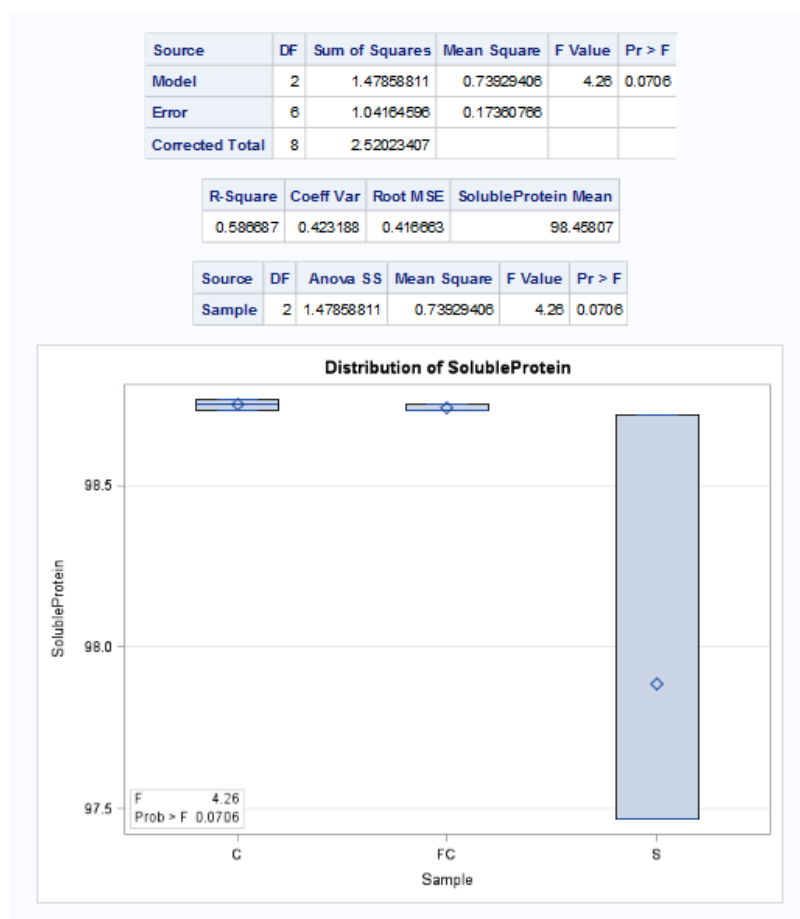 Source DF Sum of Squares Mean Square F Value Pr > F
Model 2 1.47858811 0.73929406 4.26 0.0706
Error 6 1.04164596 0.17360766
Corrected Total 8 2.52023407
R-Square Coeff Var Root MSE SolubleProtein Mean
0.586687 0.423188 0.416663 98.45807
Source DF Anova SS Mean Square F Value Pr > F
Sample 2 1.47858811 0.73929406 4.26 0.0706
Distribution of SolubleProtein
98.5
98.0
97.5
SolubleProtein
F 4.26
Prob > F 0.0706
C FC S
Sample